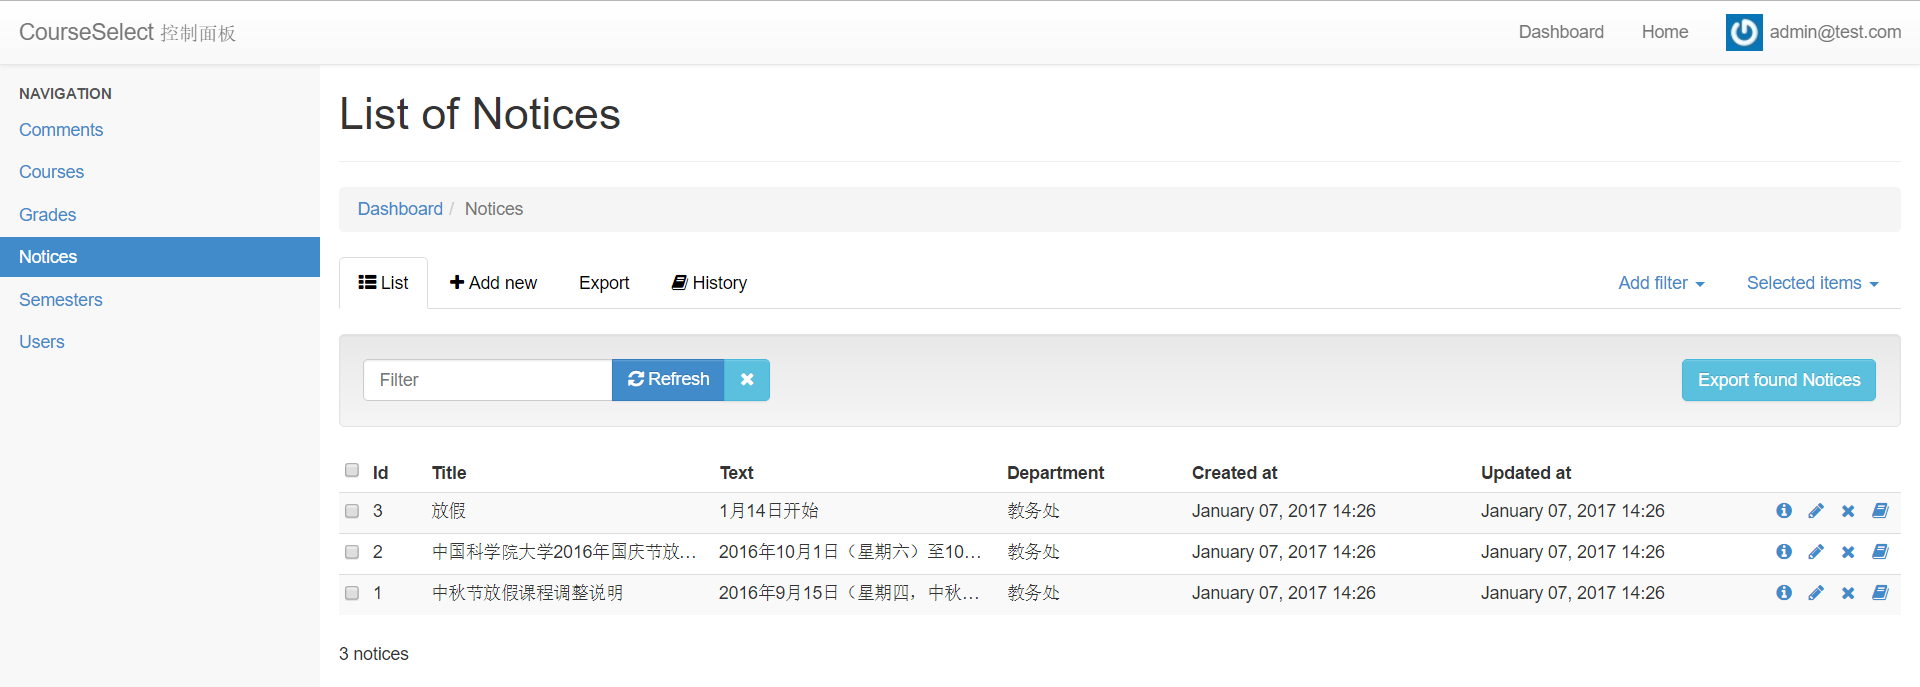 CourseSelect 控制面板
Dashboard Home admin@test.com
NAVIGATION
Comments
Courses
Grades
Notices
Semesters
Users
List of Notices
Dashboard / Notices
List Add new Export History Add filter Selected items
Filter Refresh Export found Notices
Id Title Text Department Created at Updated at
3 放假 1月14日开始 教务处 January 07, 2017 14:26 January 07, 2017 14:26
2 中国科学院大学2016年国庆节放... 2016年10月1日（星期六）至10... 教务处 January 07, 2017 14:26 January 07, 2017 14:26
1 中秋节放假课程调整说明 2016年9月15日（星期四，中秋... 教务处 January 07, 2017 14:26 January 07, 2017 14:26
3 notices